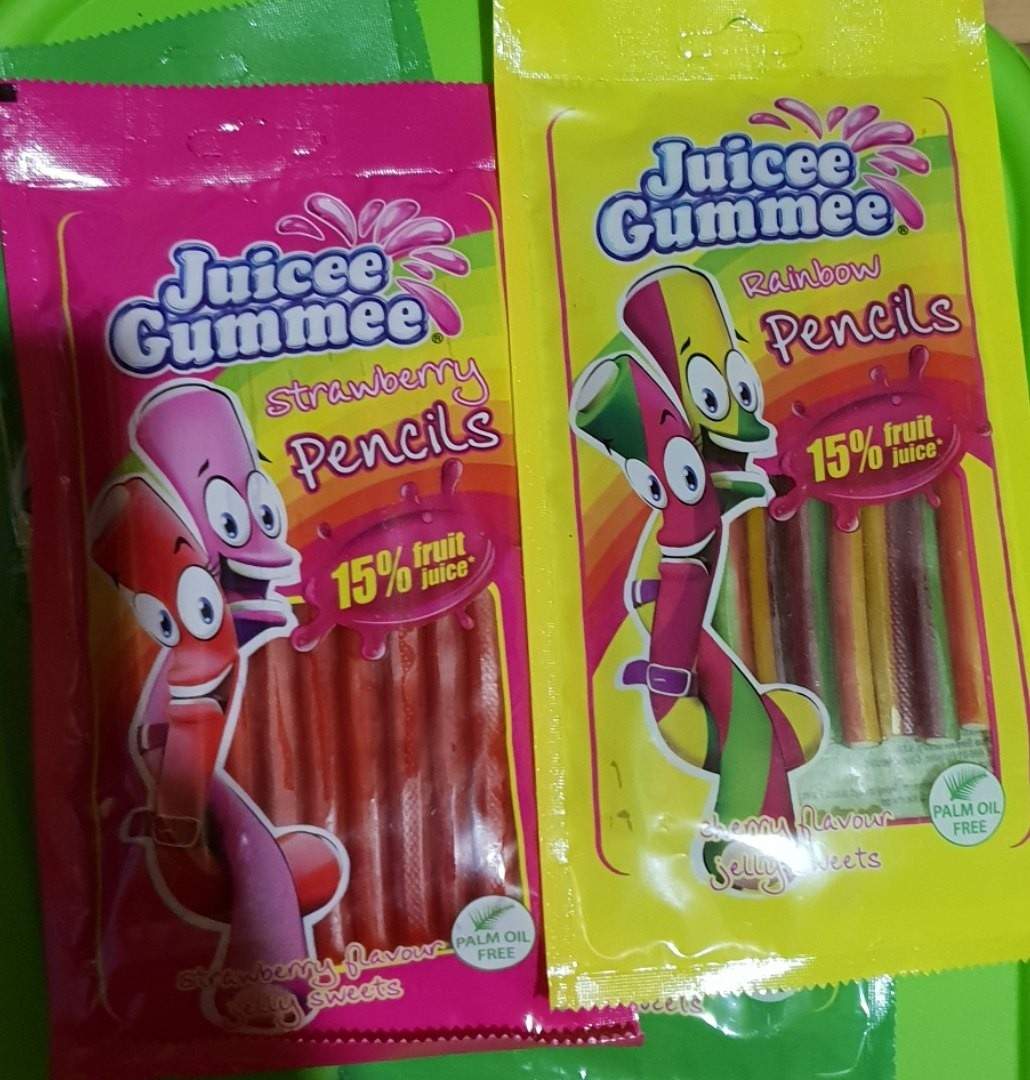 Juicee
Gummee®
strawberry
Pencils
15% fruit
juice*
PALM OIL
FREE
strawberry flavour
jelly sweets
Juicee
Gummee®
Rainbow
Pencils
15% fruit
juice*
PALM OIL
FREE
cherry flavour
jelly sweets
sweets